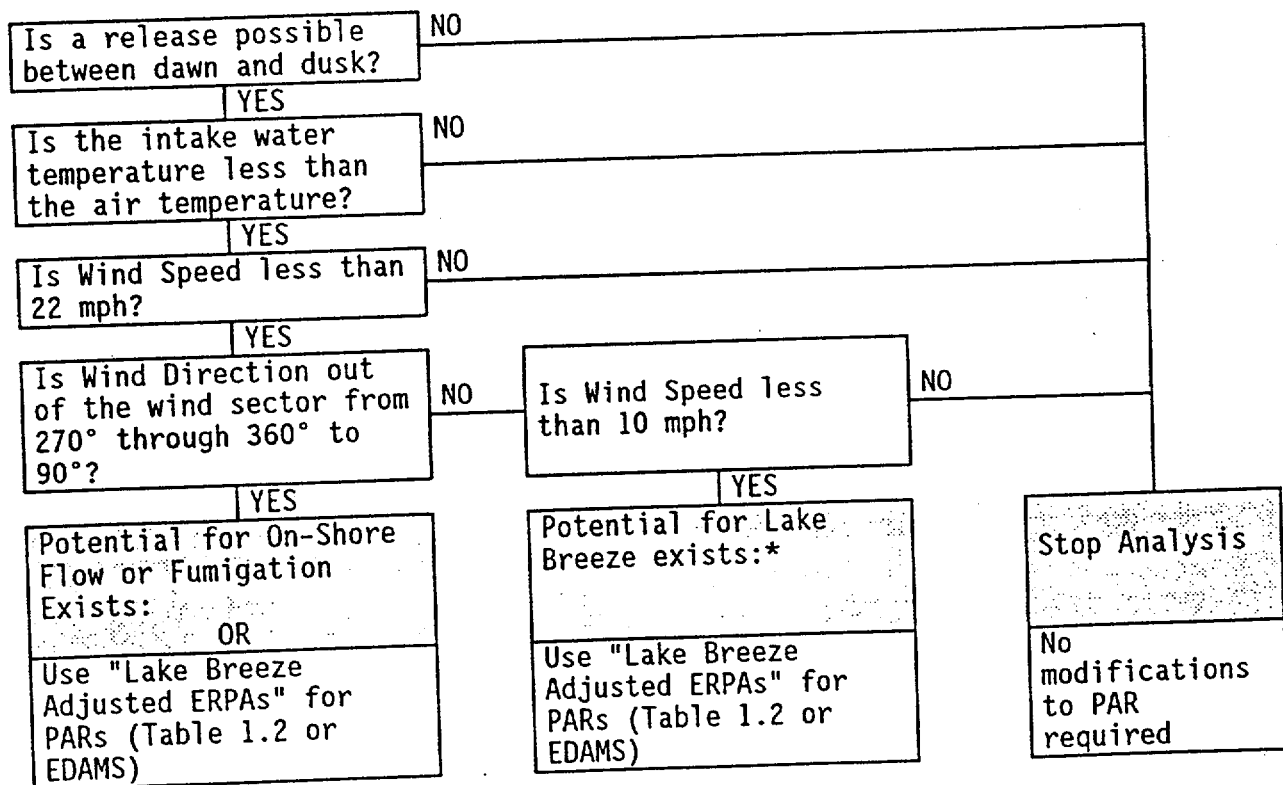 Is a release possible
between dawn and dusk?
NO
YES
Is the intake water
temperature less than
the air temperature?
NO
YES
Is Wind Speed less than
22 mph?
NO
YES
Is Wind Direction out
of the wind sector from
270° through 360° to
90°?
NO
Is Wind Speed less
than 10 mph?
NO
YES
YES
Potential for On-Shore
Flow or Fumigation
Exists:
OR
Use "Lake Breeze
Adjusted ERPAs" for
PARs (Table 1.2 or
EDAMS)
Potential for Lake
Breeze exists:*
Use "Lake Breeze
Adjusted ERPAs" for
PARs (Table 1.2 or
EDAMS)
Stop Analysis
No
modifications
to PAR
required